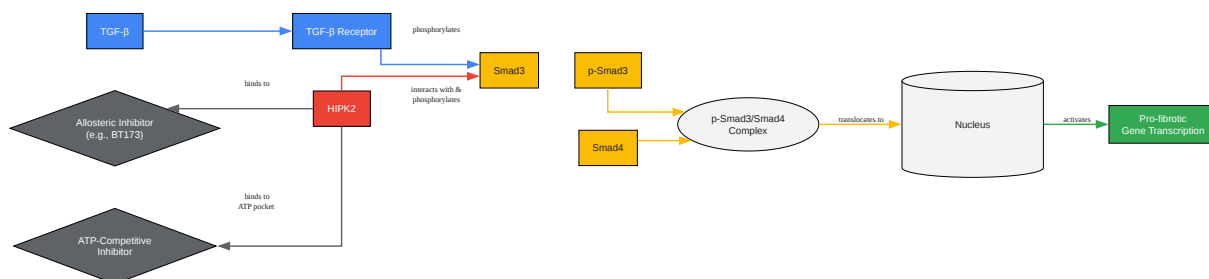 TGF-β
TGF-β Receptor
phosphorylates
Smad3
binds to
interacts with &
phosphorylates
HIPK2
Allosteric Inhibitor
(e.g., BT173)
binds to
ATP pocket
ATP-Competitive
Inhibitor
p-Smad3
Smad4
p-Smad3/Smad4
Complex
translocates to
Nucleus
activates
Pro-fibrotic
Gene Transcription